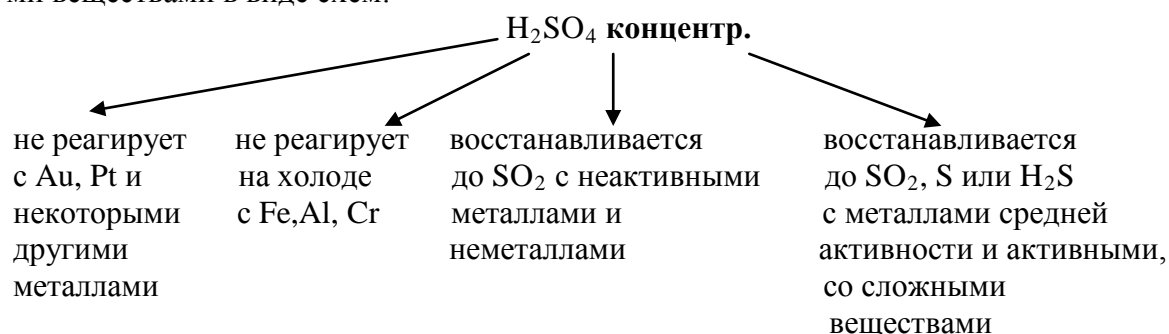 ми веществами в виде схем:
H₂SO₄ концентр.
не реагирует
с Au, Pt и
некоторыми
другими
металлами
не реагирует
на холоде
с Fe,Al, Cr
восстанавливается
до SO₂ с неактивными
металлами и
неметаллами
восстанавливается
до SO₂, S или H₂S
с металлами средней
активности и активными,
со сложными
веществами